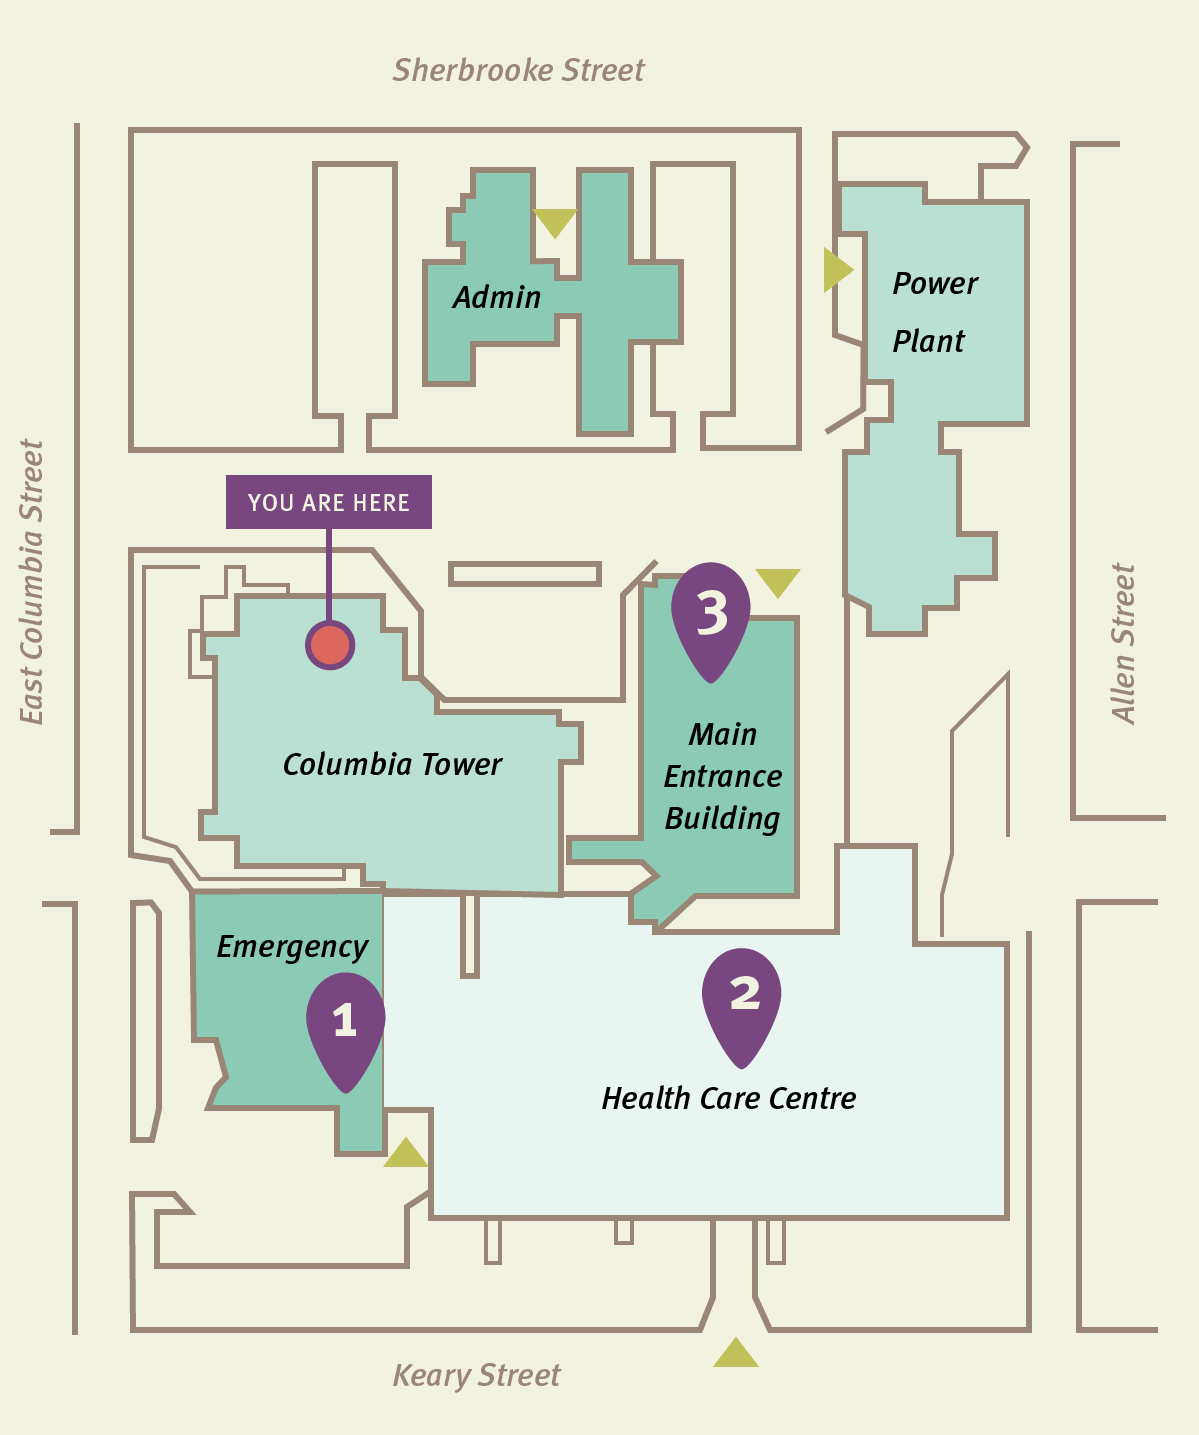 Sherbrooke Street
Admin
Power
Plant
East Columbia Street
YOU ARE HERE
Allen Street
3
Main
Entrance
Building
Columbia Tower
Emergency
1
2
Health Care Centre
Keary Street